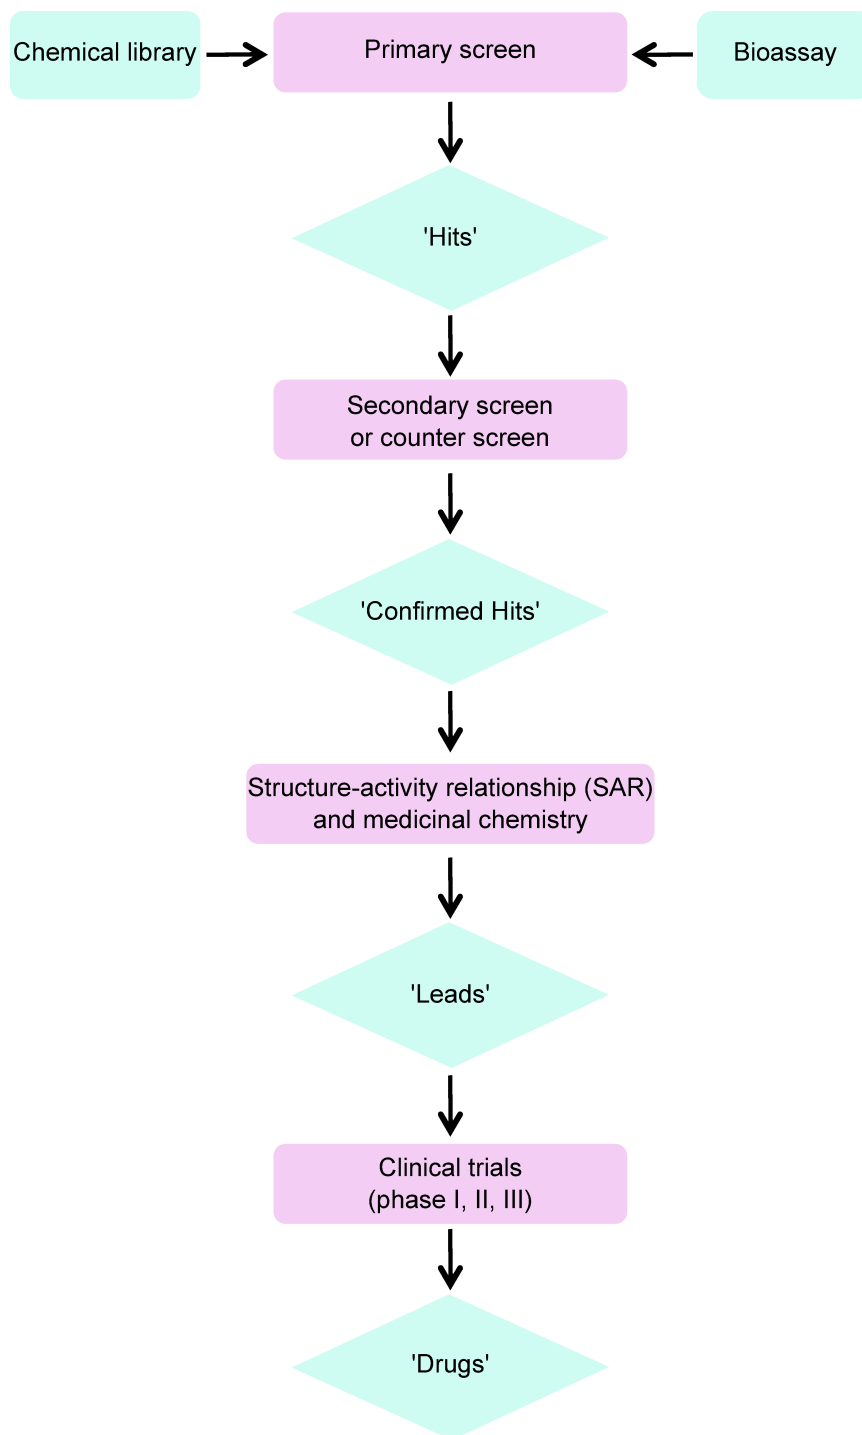 Chemical library
Primary screen
Bioassay
'Hits'
Secondary screen
or counter screen
'Confirmed Hits'
Structure-activity relationship (SAR)
and medicinal chemistry
'Leads'
Clinical trials
(phase I, II, III)
'Drugs'